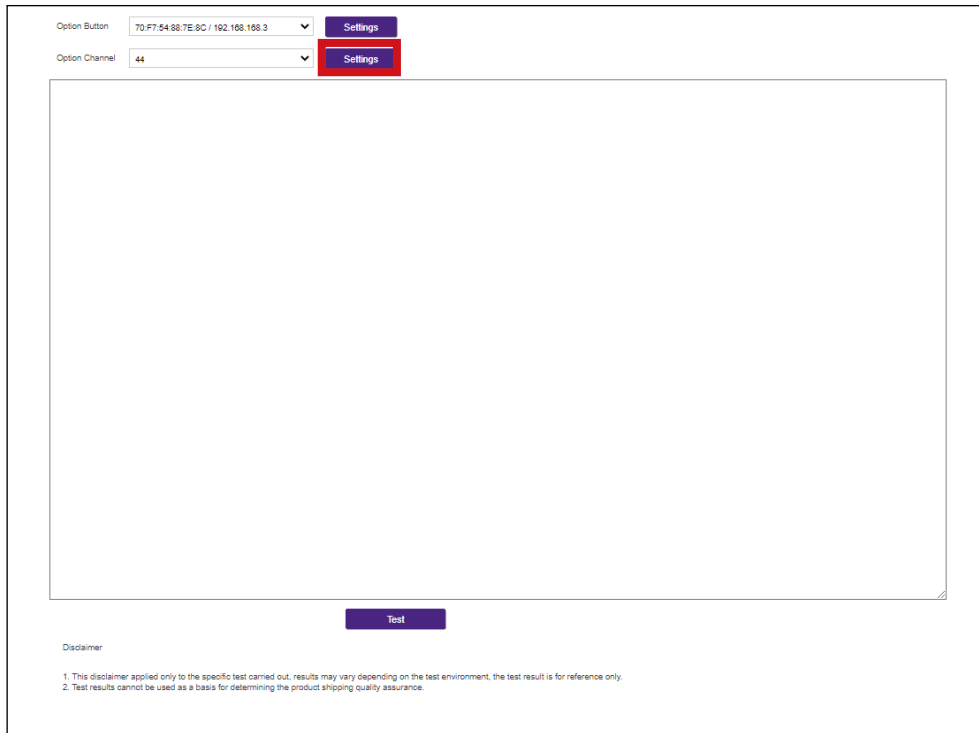 Option Button 70:F7:54:88:7E:8C / 192.168.168.3 Settings
Option Channel 44 Settings
Test
Disclaimer
1. This disclaimer applied only to the specific test carried out, results may vary depending on the test environment, the test result is for reference only.
2. Test results cannot be used as a basis for determining the product shipping quality assurance.